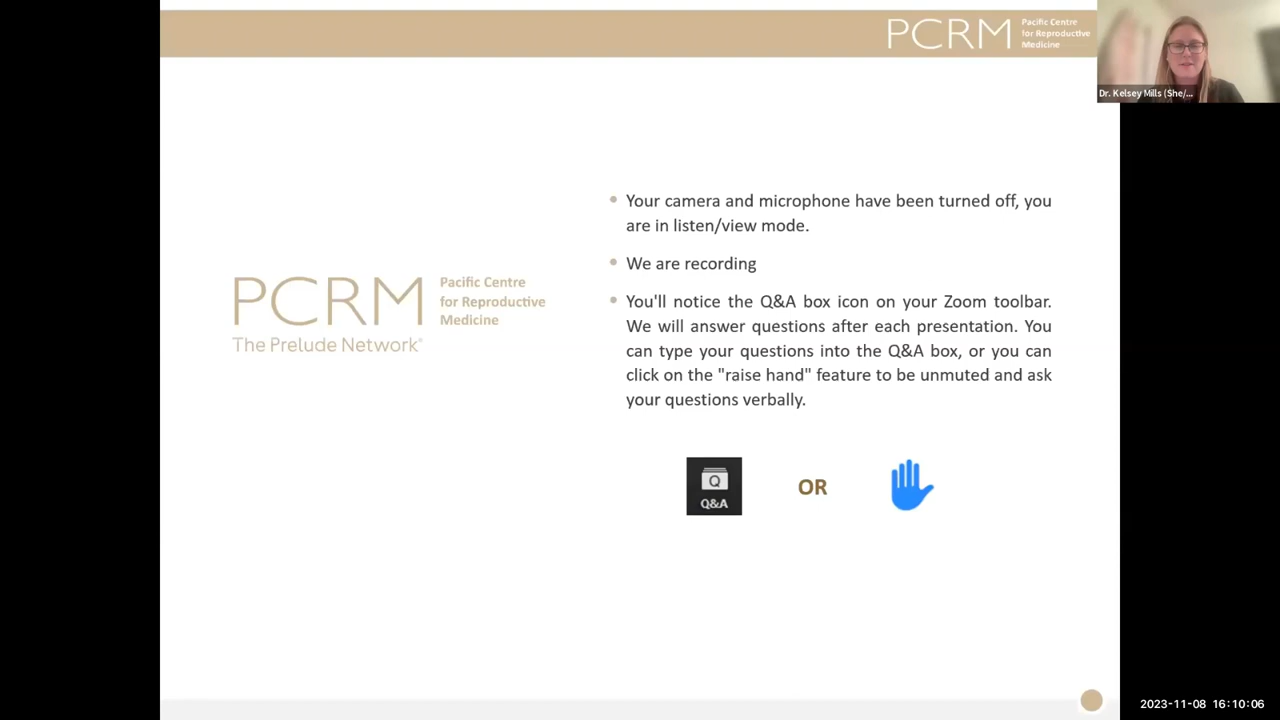 PCRM
Pacific Centre
for Reproductive
Medicine
Dr. Kelsey Mills (She/...
Your camera and microphone have been turned off, you
are in listen/view mode.
We are recording
You'll notice the Q&A box icon on your Zoom toolbar.
We will answer questions after each presentation. You
can type your questions into the Q&A box, or you can
click on the "raise hand" feature to be unmuted and ask
your questions verbally.
PCRM
Pacific Centre
for Reproductive
Medicine
The Prelude Network®
Q
Q&A
OR
2023-11-08 16:10:06